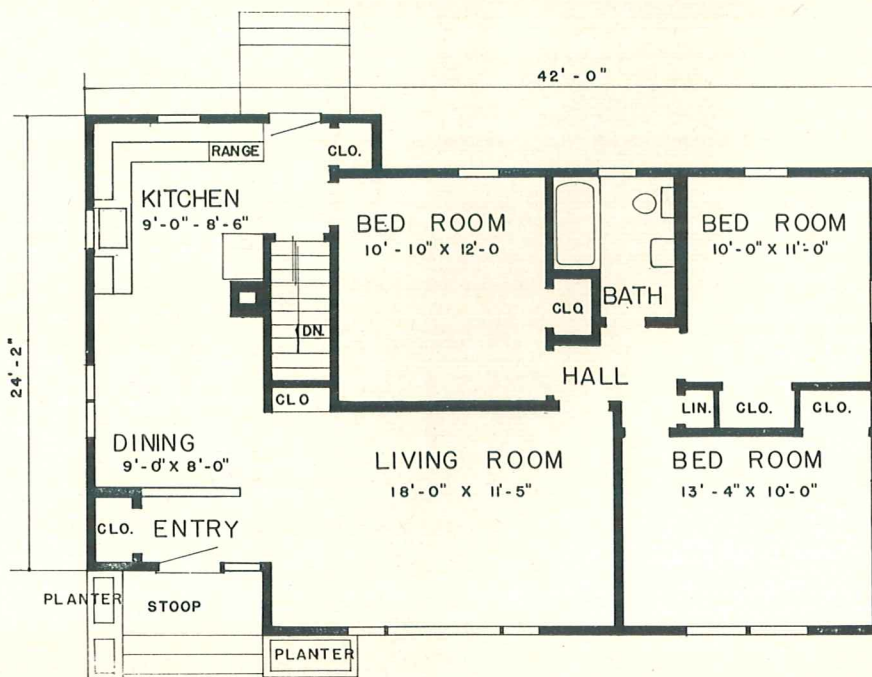 42'-0"
RANGE
CLO.
KITCHEN
9'-0" - 8'-6"
BED ROOM
10'-10" X 12'-0
BED ROOM
10'-0" X 11'-0"
CLO
BATH
DN.
24'-2"
HALL
CLO
LIN.
CLO.
CLO.
DINING
9'-0" X 8'-0"
LIVING ROOM
18'-0" X 11'-5"
BED ROOM
13'-4" X 10'-0"
CLO.
ENTRY
PLANTER
STOOP
PLANTER